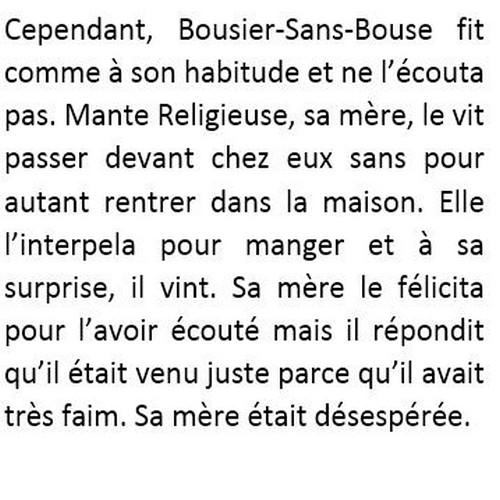 Cependant, Bousier-Sans-Bouse fit
comme à son habitude et ne l'écouta
pas. Mante Religieuse, sa mère, le vit
passer devant chez eux sans pour
autant rentrer dans la maison. Elle
l'interpela pour manger et à sa
surprise, il vint. Sa mère le félicita
pour l'avoir écouté mais il répondit
qu'il était venu juste parce qu'il avait
très faim. Sa mère était désespérée.